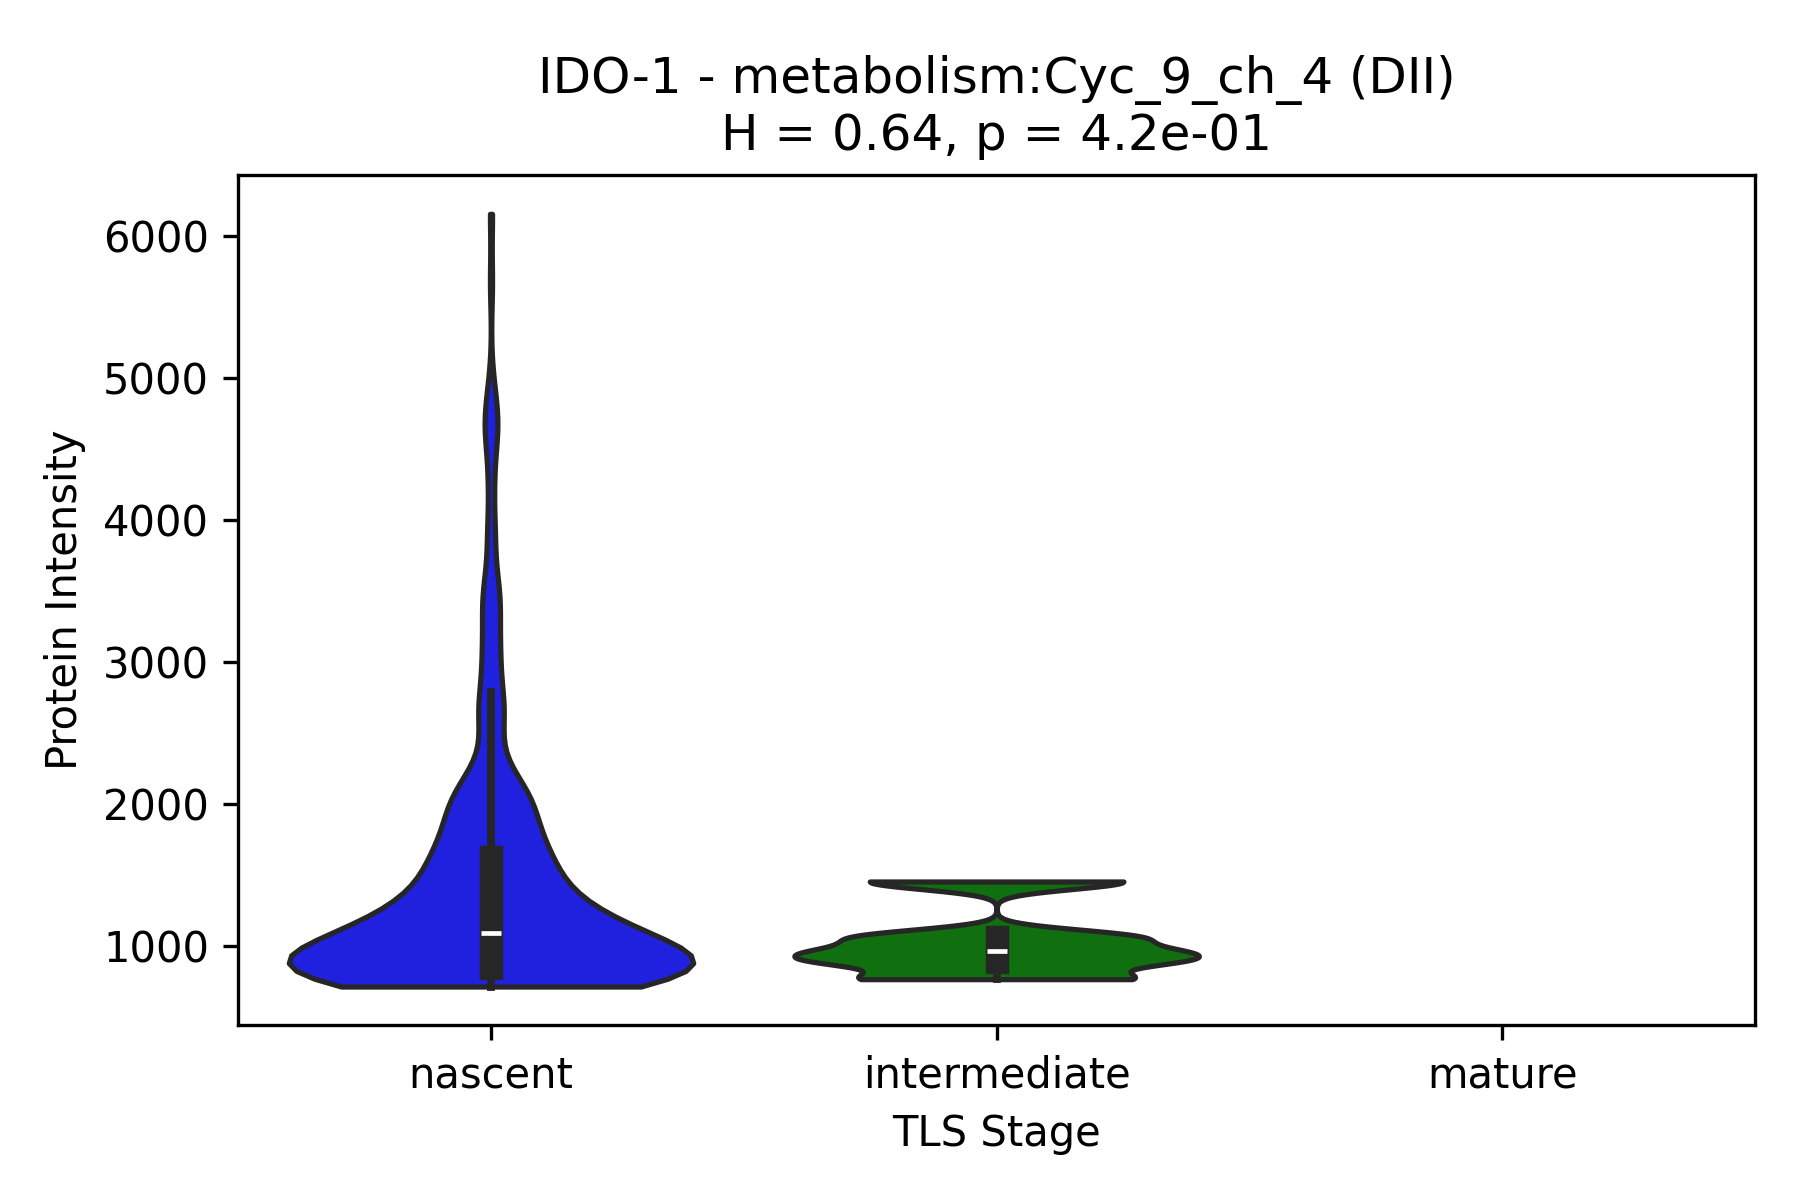 IDO-1 - metabolism:Cyc_9_ch_4 (DII)
H = 0.64, p = 4.2e-01
Protein Intensity
6000
5000
4000
3000
2000
1000
nascent
intermediate
mature
TLS Stage